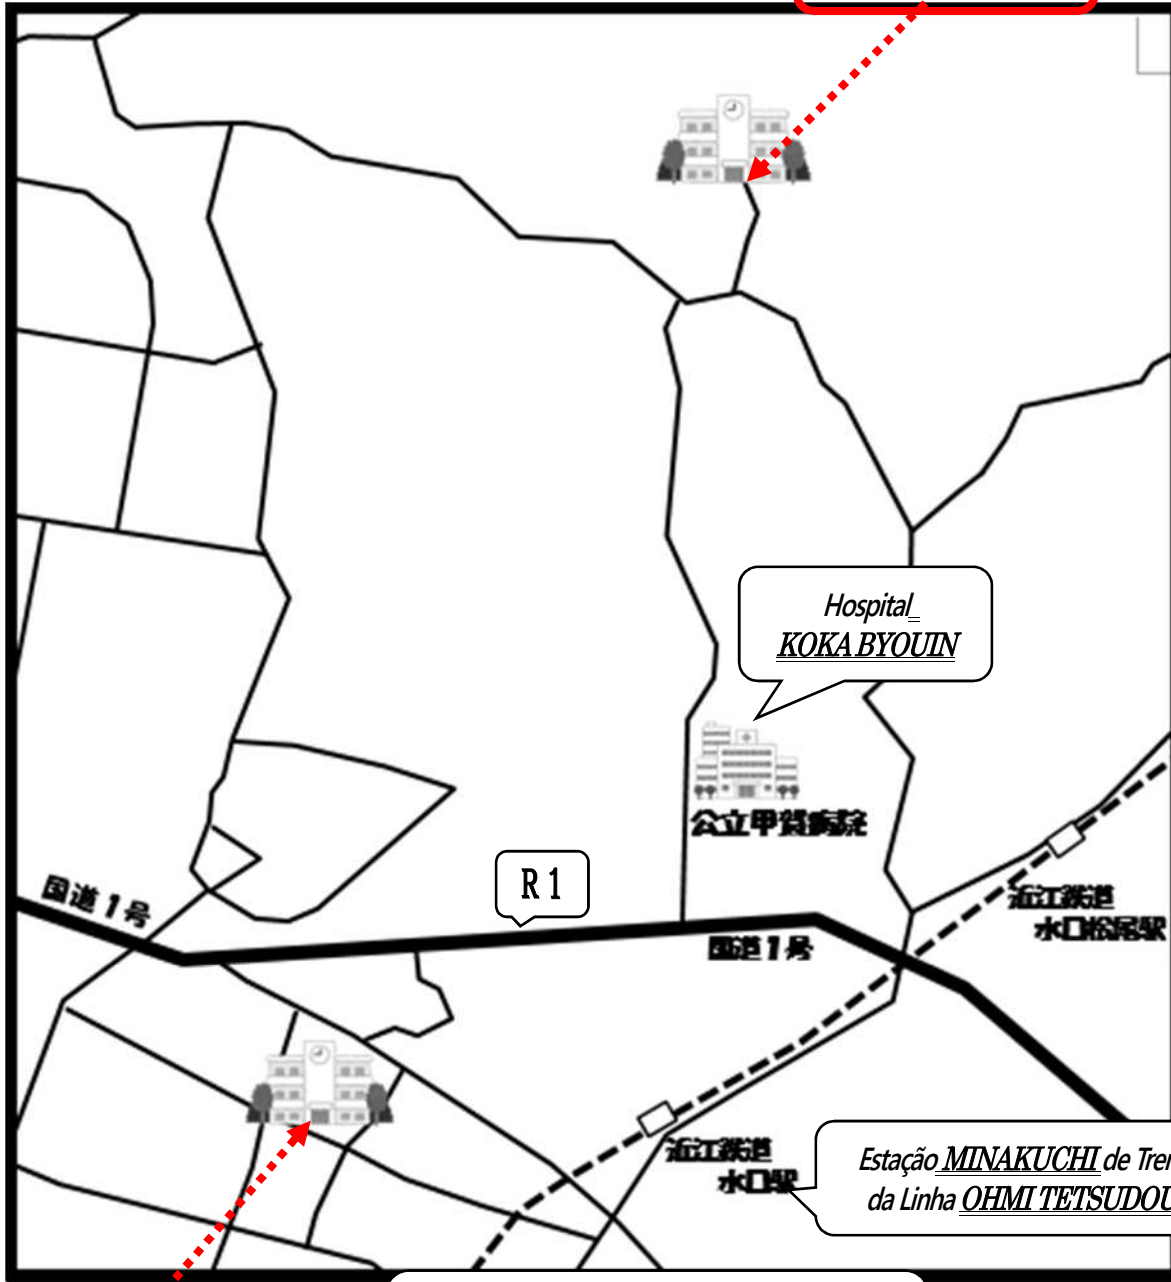 Hospital
KOKA BYOUIN
公立甲賀病院
国道1号
R 1
国道1号
近江鉄道
水口松尾駅
近江鉄道
水口駅
Estação MINAKUCHI de Trem
da Linha OHMI TETSUDOU